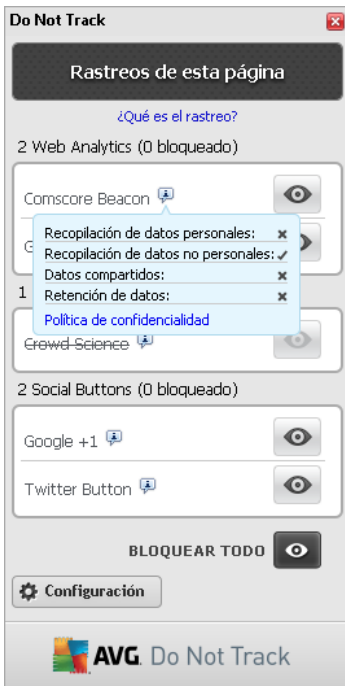 Do Not Track
Rastreos de esta página
¿Qué es el rastreo?
2 Web Analytics (0 bloqueado)
Comscore Beacon
G
Recopilación de datos personales:
Recopilación de datos no personales:
Datos compartidos:
Retención de datos:
Política de confidencialidad
1
Crowd Science
2 Social Buttons (0 bloqueado)
Google +1
Twitter Button
BLOQUEAR TODO
Configuración
AVG. Do Not Track